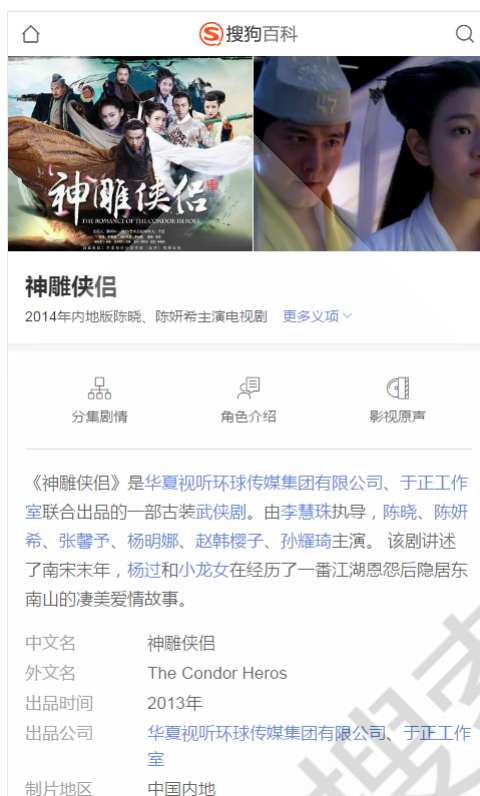 搜狗百科
神雕侠侣
THE ROMANCE OF THE CONDOR HEROES
神雕侠侣
2014年内地版陈晓、陈妍希主演电视剧 更多义项
分集剧情 角色介绍 影视原声
《神雕侠侣》是华夏视听环球传媒集团有限公司、于正工作
室联合出品的一部古装武侠剧。由李慧珠执导，陈晓、陈妍
希、张馨予、杨明娜、赵韩樱子、孙耀琦主演。 该剧讲述
了南宋末年，杨过和小龙女在经历了一番江湖恩怨后隐居东
南山的凄美爱情故事。
中文名 神雕侠侣
外文名 The Condor Heros
出品时间 2013年
出品公司 华夏视听环球传媒集团有限公司、于正工作
室
制片地区 中国内地